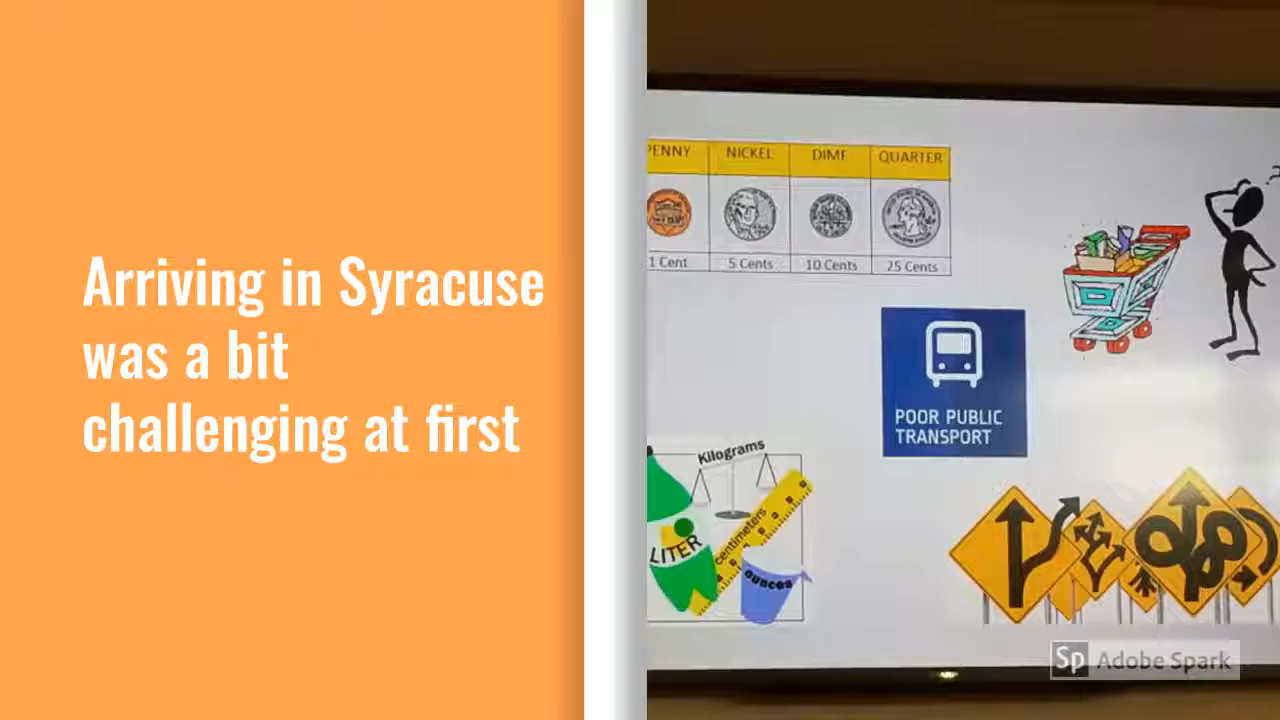 Arriving in Syracuse
was a bit
challenging at first
PENNY NICKEL DIME QUARTER
1 Cent 5 Cents 10 Cents 25 Cents
POOR PUBLIC
TRANSPORT
Kilograms
LITER
centimeters
ounces
Sp Adobe Spark